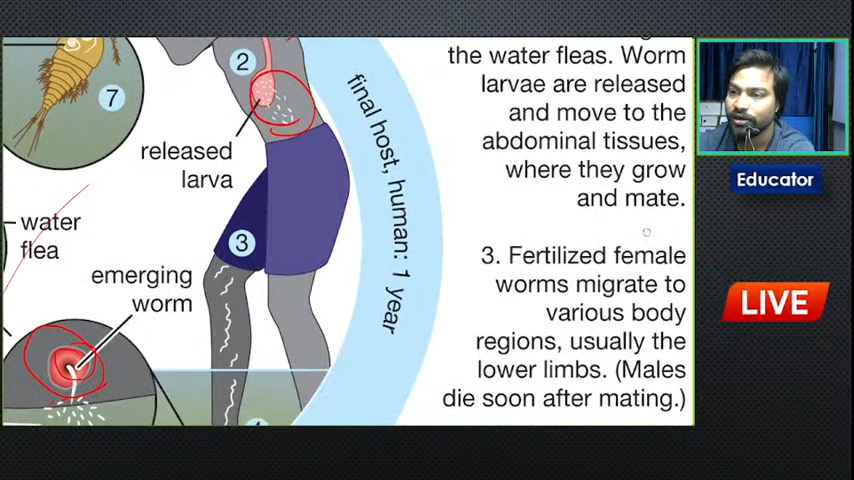 2
7
released
larva
3
water
flea
emerging
worm
final host, human: 1 year
the water fleas. Worm
larvae are released
and move to the
abdominal tissues,
where they grow
and mate.
3. Fertilized female
worms migrate to
various body
regions, usually the
lower limbs. (Males
die soon after mating.)
Educator
LIVE